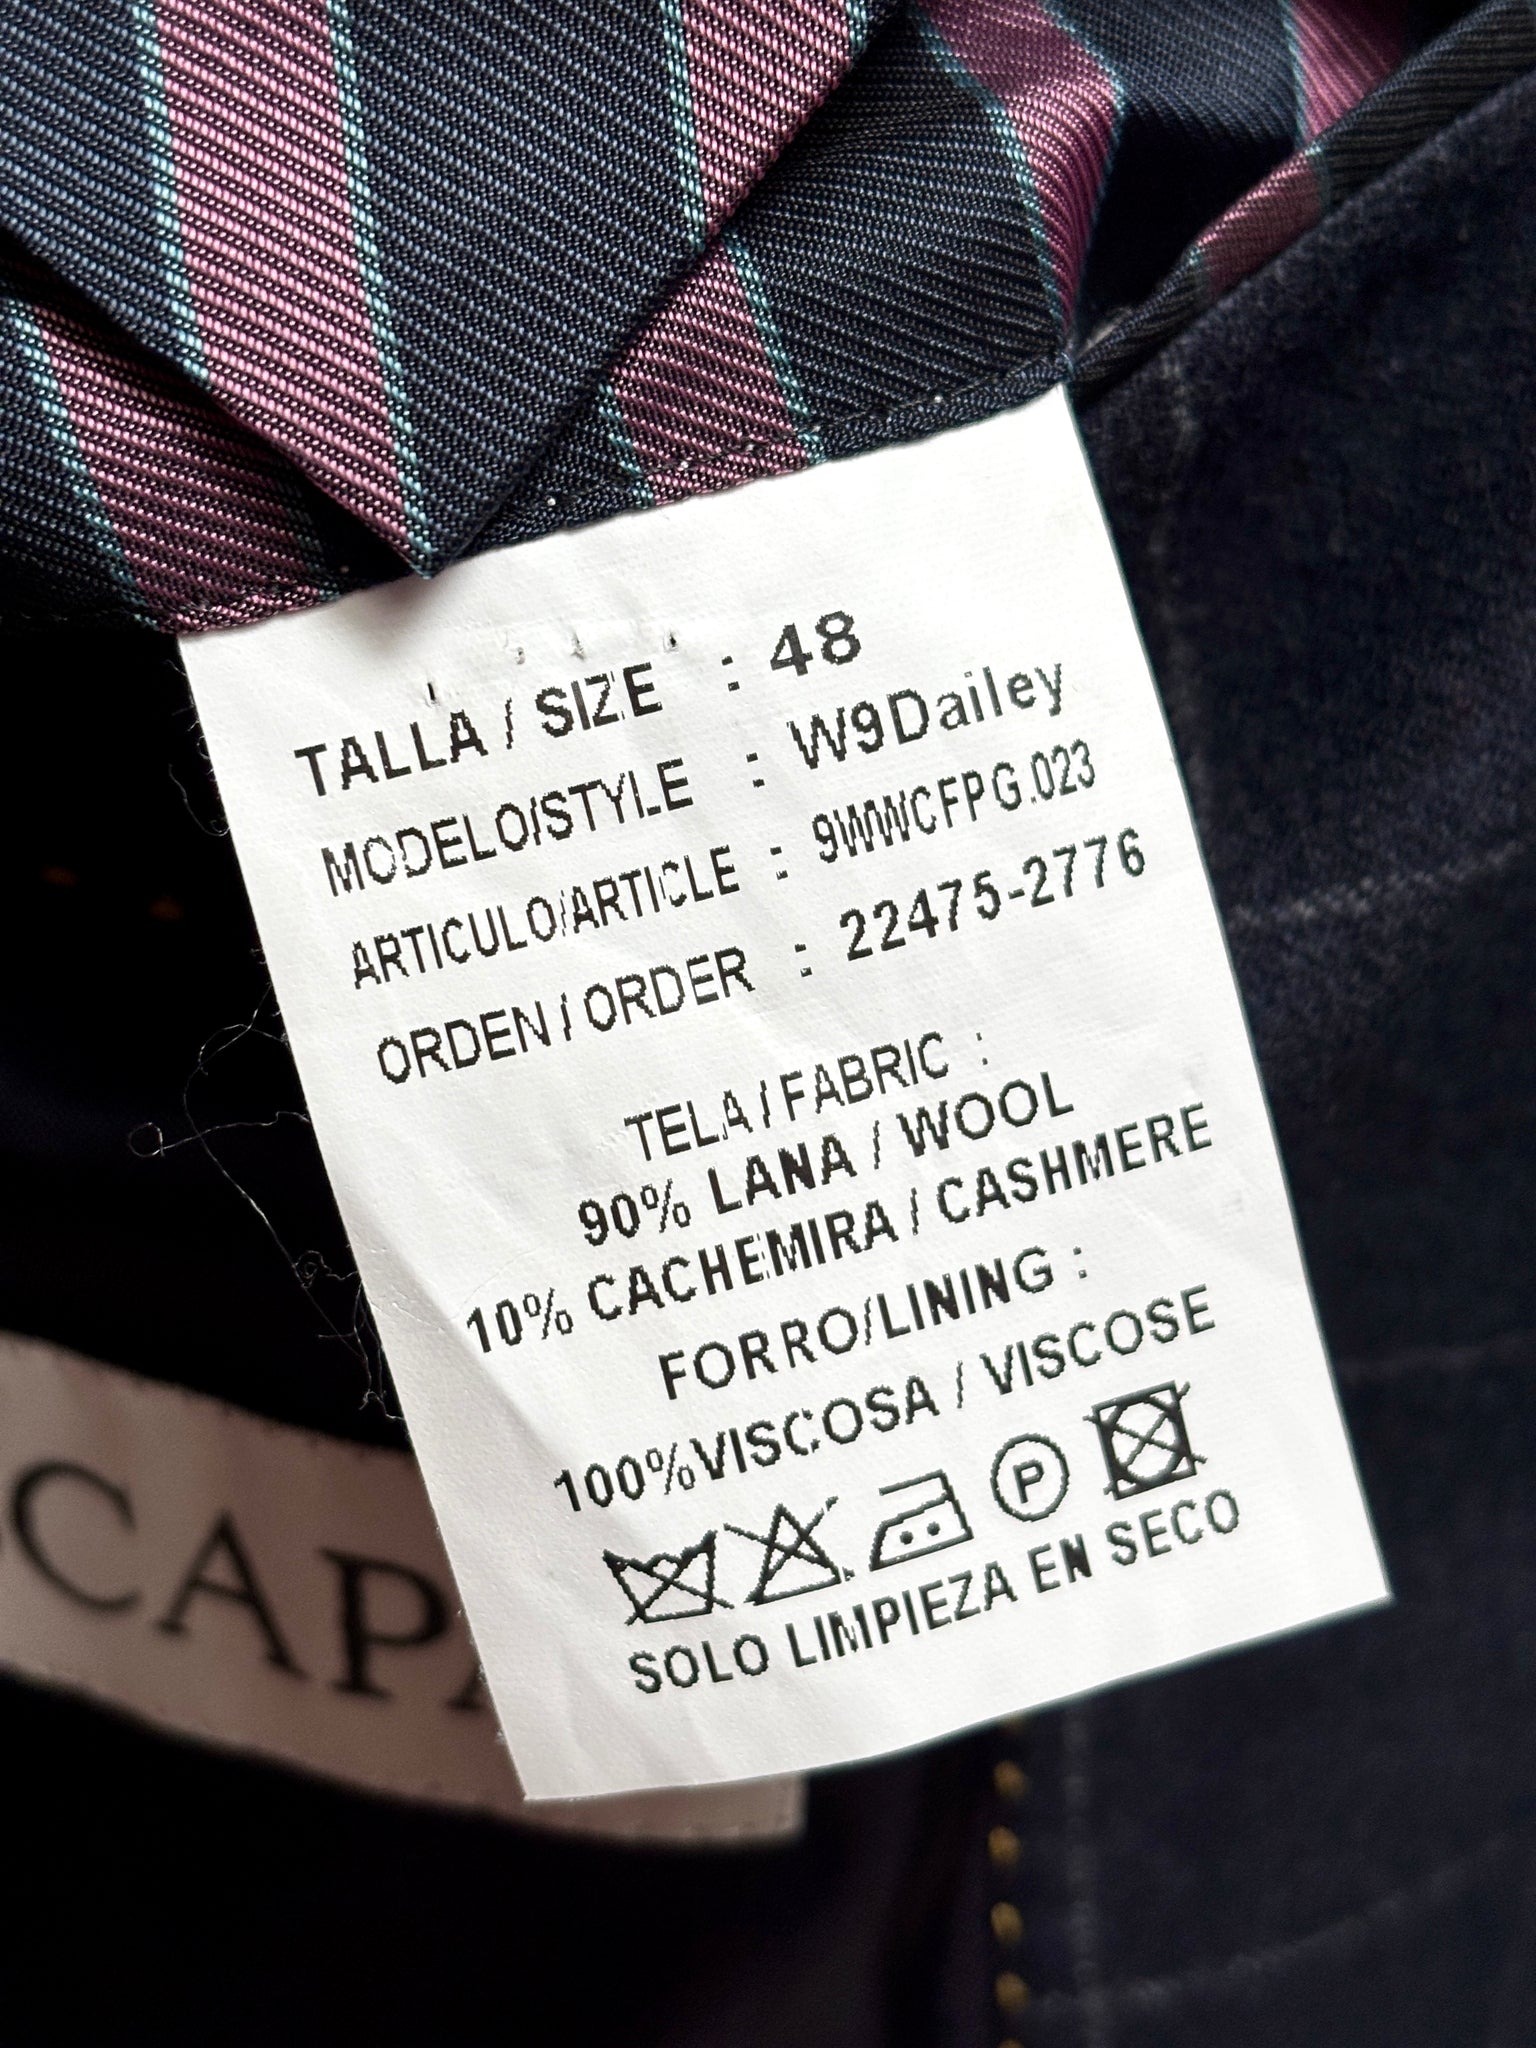 TALLA / SIZE : 48
MODELO/STYLE : W9Dailey
ARTICULO/ARTICLE : 9WWCFPG.023
ORDEN / ORDER : 22475-2776
TELA / FABRIC :
90% LANA / WOOL
10% CACHEMIRA / CASHMERE
FORRO/LINING :
100%VISCOSA / VISCOSE
P
SOLO LIMPIEZA EN SECO
CAPA